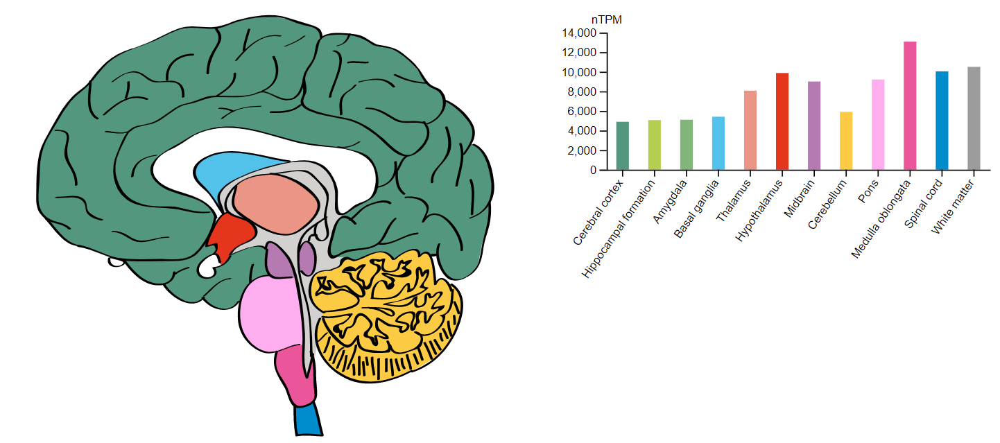 nTPM
14,000
12,000
10,000
8,000
6,000
4,000
2,000
0
Cerebral cortex
Hippocampal formation
Amygdala
Basal ganglia
Thalamus
Hypothalamus
Midbrain
Cerebellum
Pons
Medulla oblongata
Spinal cord
White matter